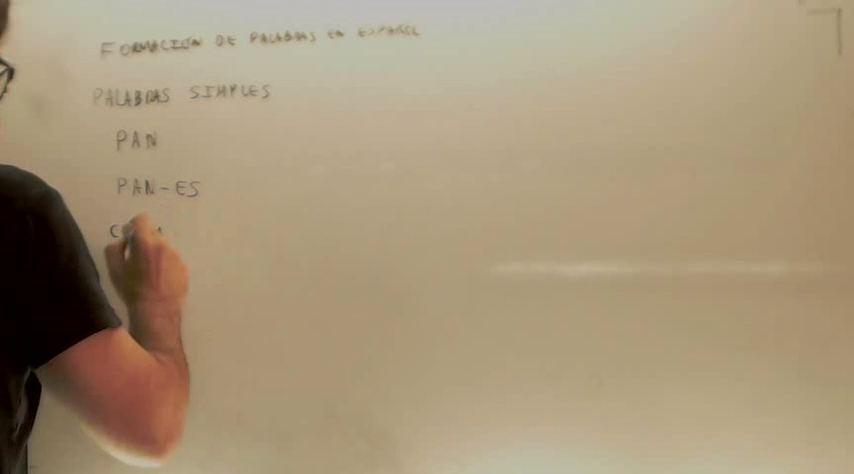 FORMACIÓN DE PALABRAS EN ESPAÑOL
PALABRAS SIMPLES
PAN
PAN-ES